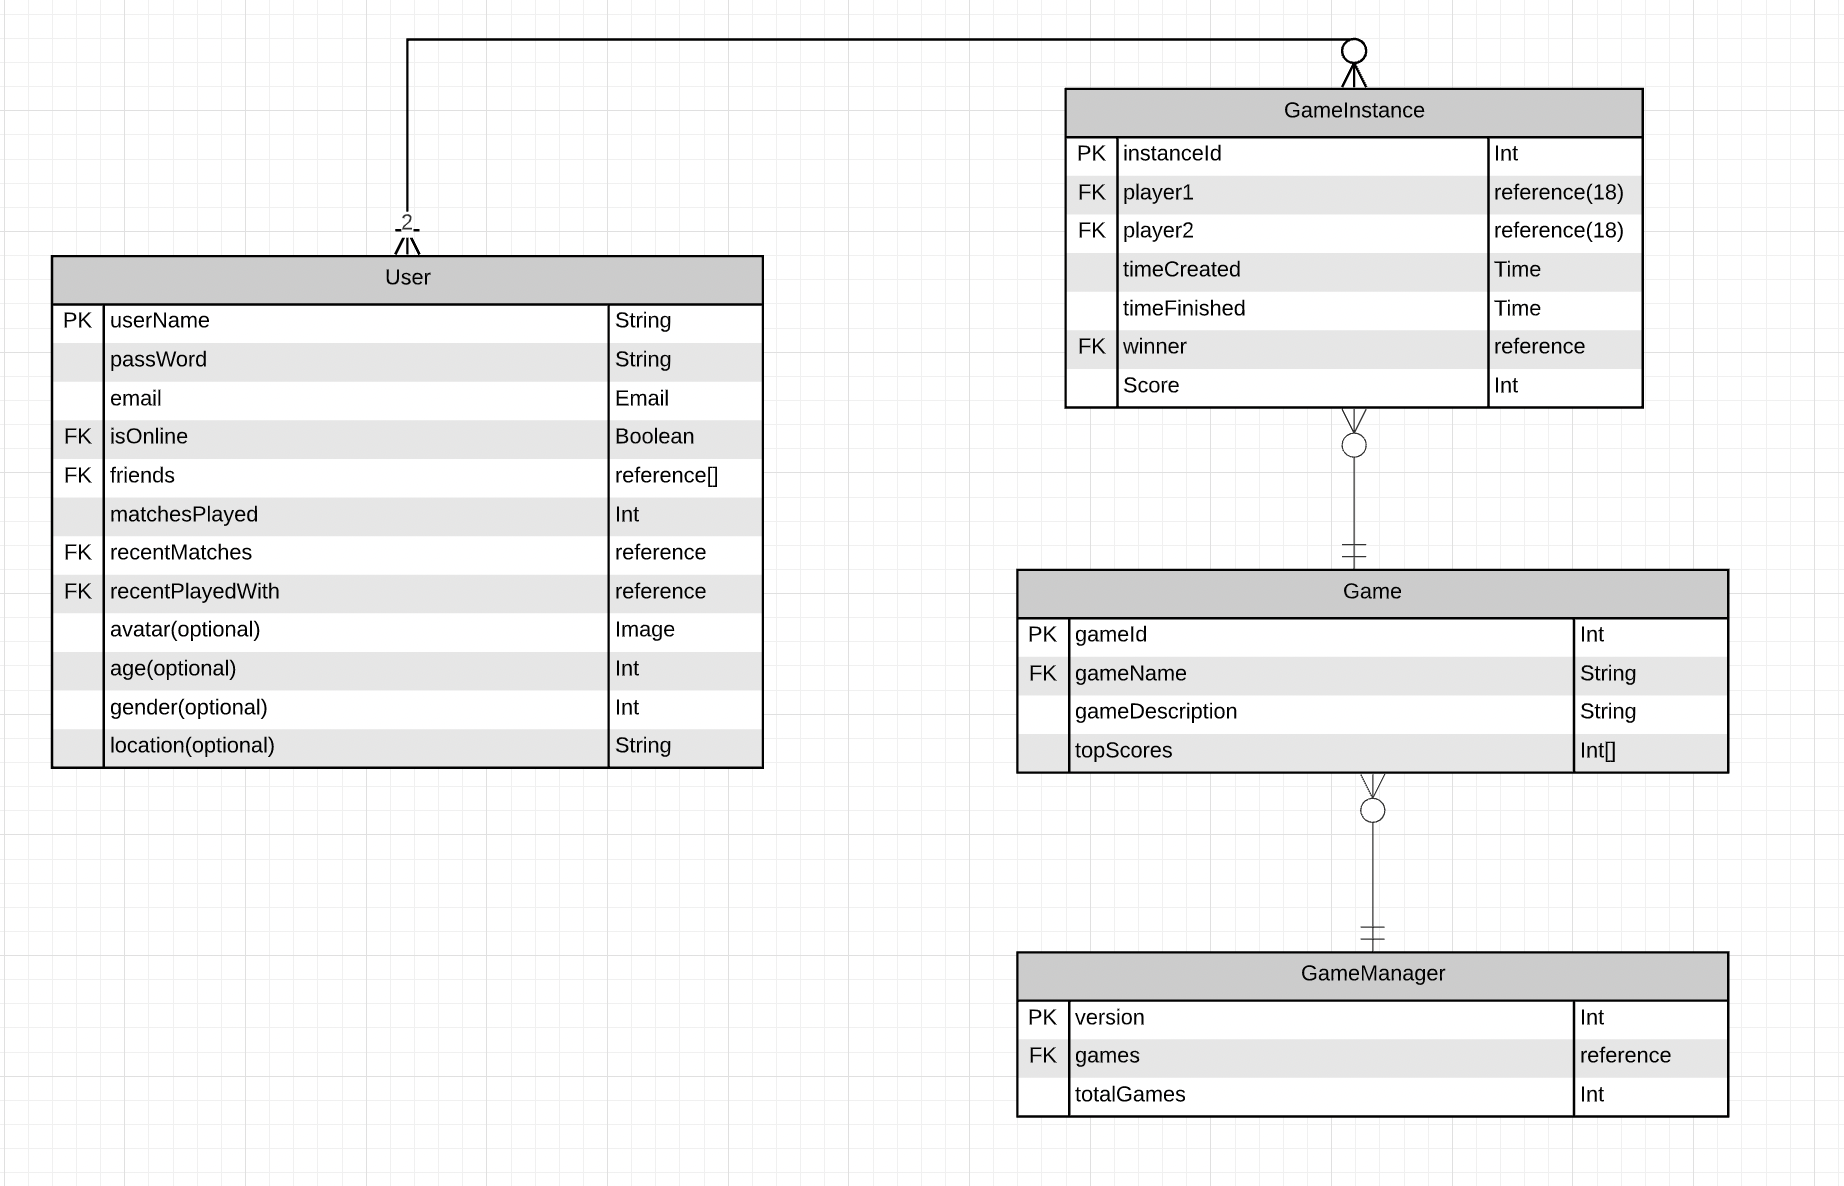 2
User
PK userName String
passWord String
email Email
FK isOnline Boolean
FK friends reference[]
matchesPlayed Int
FK recentMatches reference
FK recentPlayedWith reference
avatar(optional) Image
age(optional) Int
gender(optional) Int
location(optional) String
GameInstance
PK instanceId Int
FK player1 reference(18)
FK player2 reference(18)
timeCreated Time
timeFinished Time
FK winner reference
Score Int
Game
PK gameId Int
FK gameName String
gameDescription String
topScores Int[]
GameManager
PK version Int
FK games reference
totalGames Int